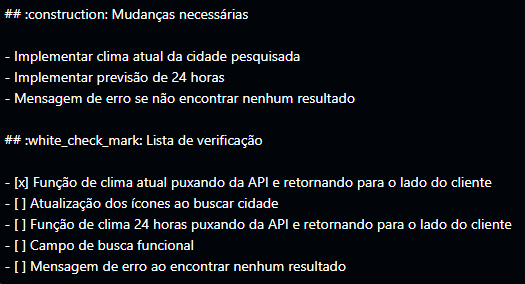 ## :construction: Mudanças necessárias
- Implementar clima atual da cidade pesquisada
- Implementar previsão de 24 horas
- Mensagem de erro se não encontrar nenhum resultado
## :white_check_mark: Lista de verificação
- [x] Função de clima atual puxando da API e retornando para o lado do cliente
- [ ] Atualização dos ícones ao buscar cidade
- [ ] Função de clima 24 horas puxando da API e retornando para o lado do cliente
- [ ] Campo de busca funcional
- [ ] Mensagem de erro ao encontrar nenhum resultado